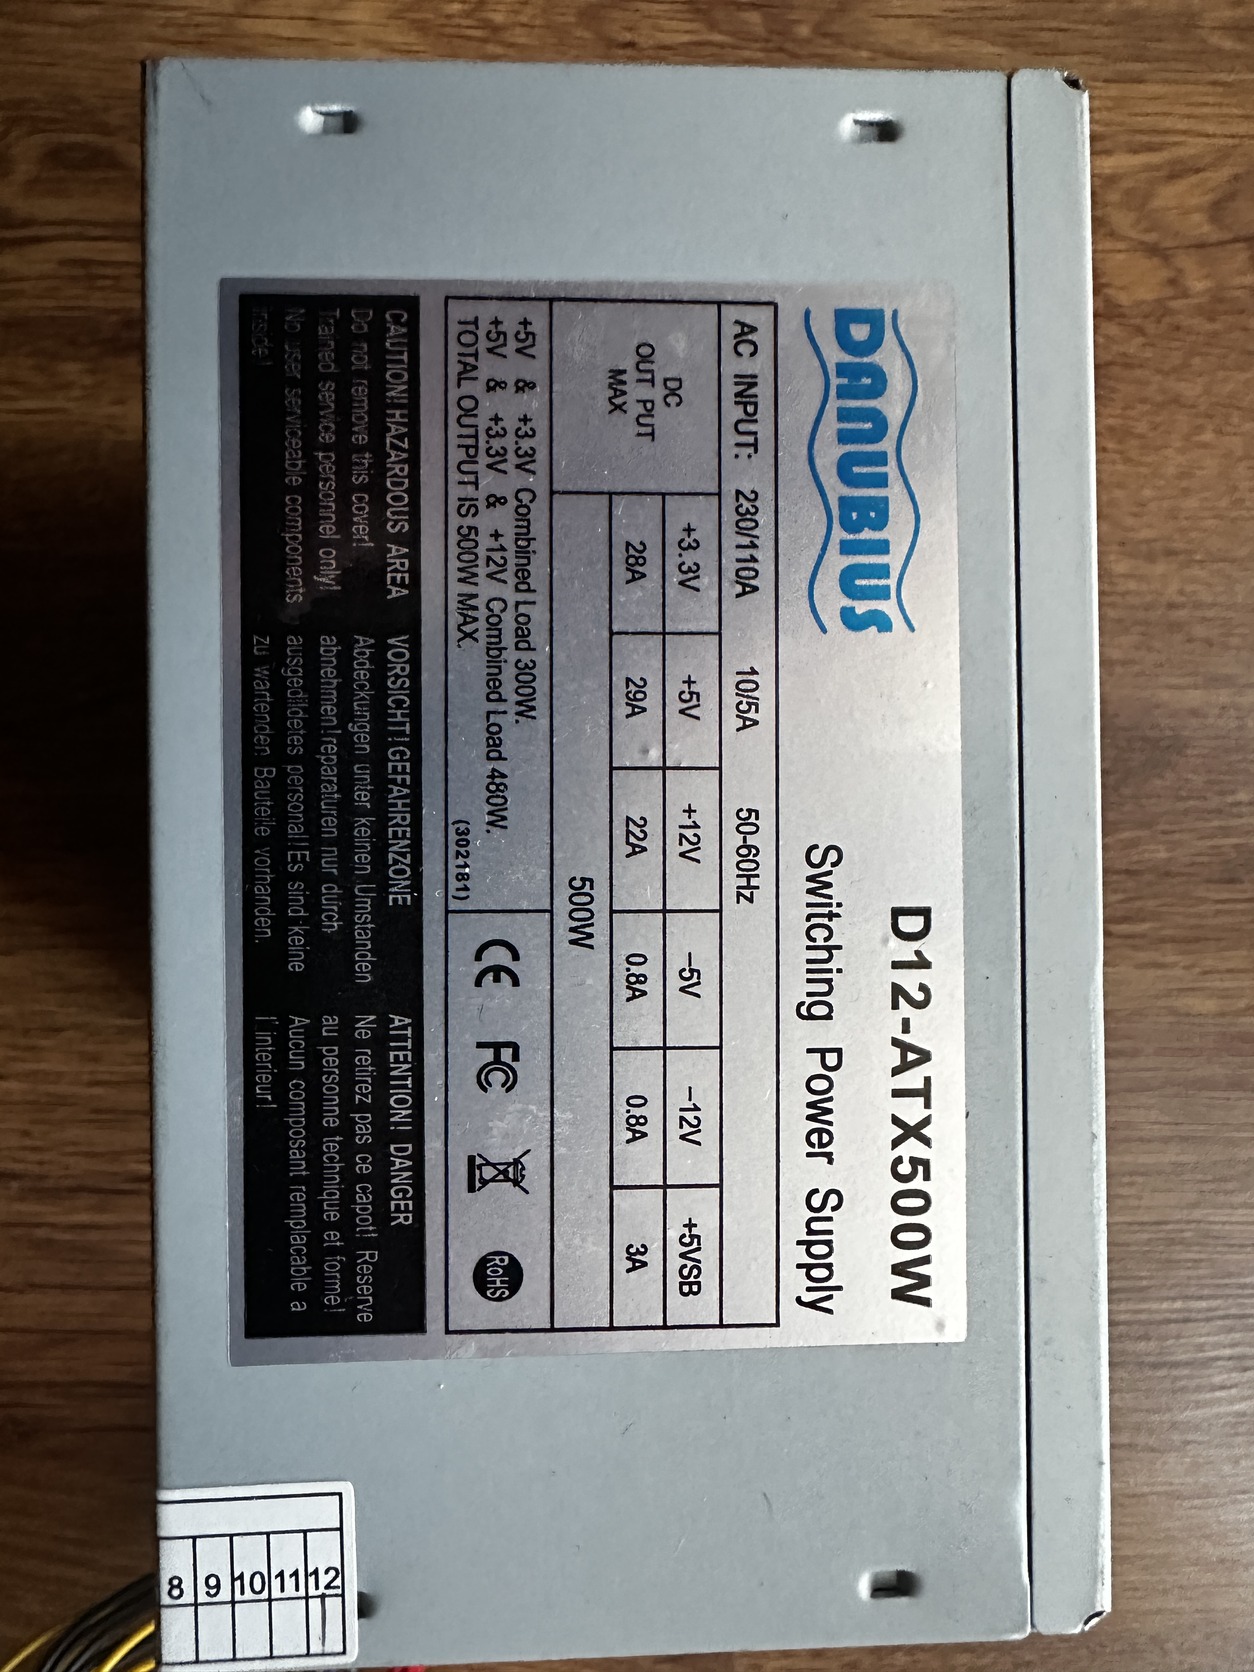 DANUBIUS
D12-ATX500W
Switching Power Supply
AC INPUT: 230/110A 10/5A 50-60Hz
DC
OUT PUT
MAX
+3.3V +5V +12V –5V –12V +5VSB
28A 29A 22A 0.8A 0.8A 3A
500W
+5V & +3.3V Combined Load 300W.
+5V & +3.3V & +12V Combined Load 480W.
TOTAL OUTPUT IS 500W MAX.
(302181)
CE FC RoHS
CAUTION! HAZARDOUS AREA
Do not remove this cover!
Trained service personnel only!
No user serviceable components
inside!
VORSICHT! GEFAHRENZONE
Abdeckungen unter keinen Umstanden
abnehmen! reparaturen nur durch
ausgedildetes personal! Es sind keine
zu wartenden Bauteile vorhanden.
ATTENTION! DANGER
Ne retirez pas ce capot! Reserve
au personne technique et forme!
Aucun composant remplacable a
l'interieur!
8 9 10 11 12